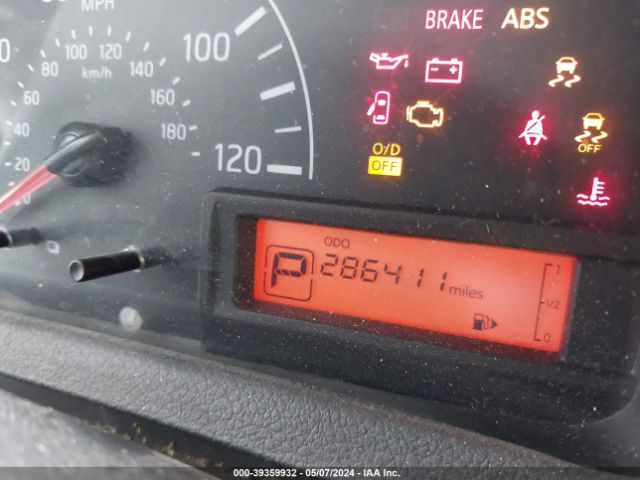 BRAKE ABS
MPH
100
80 100 120 140
km/h
60
160
40
180
20
120
O/D
OFF
OFF
ODO
P 286411 miles
1
1/2
0
000-39359932 - 05/07/2024 - IAA Inc.